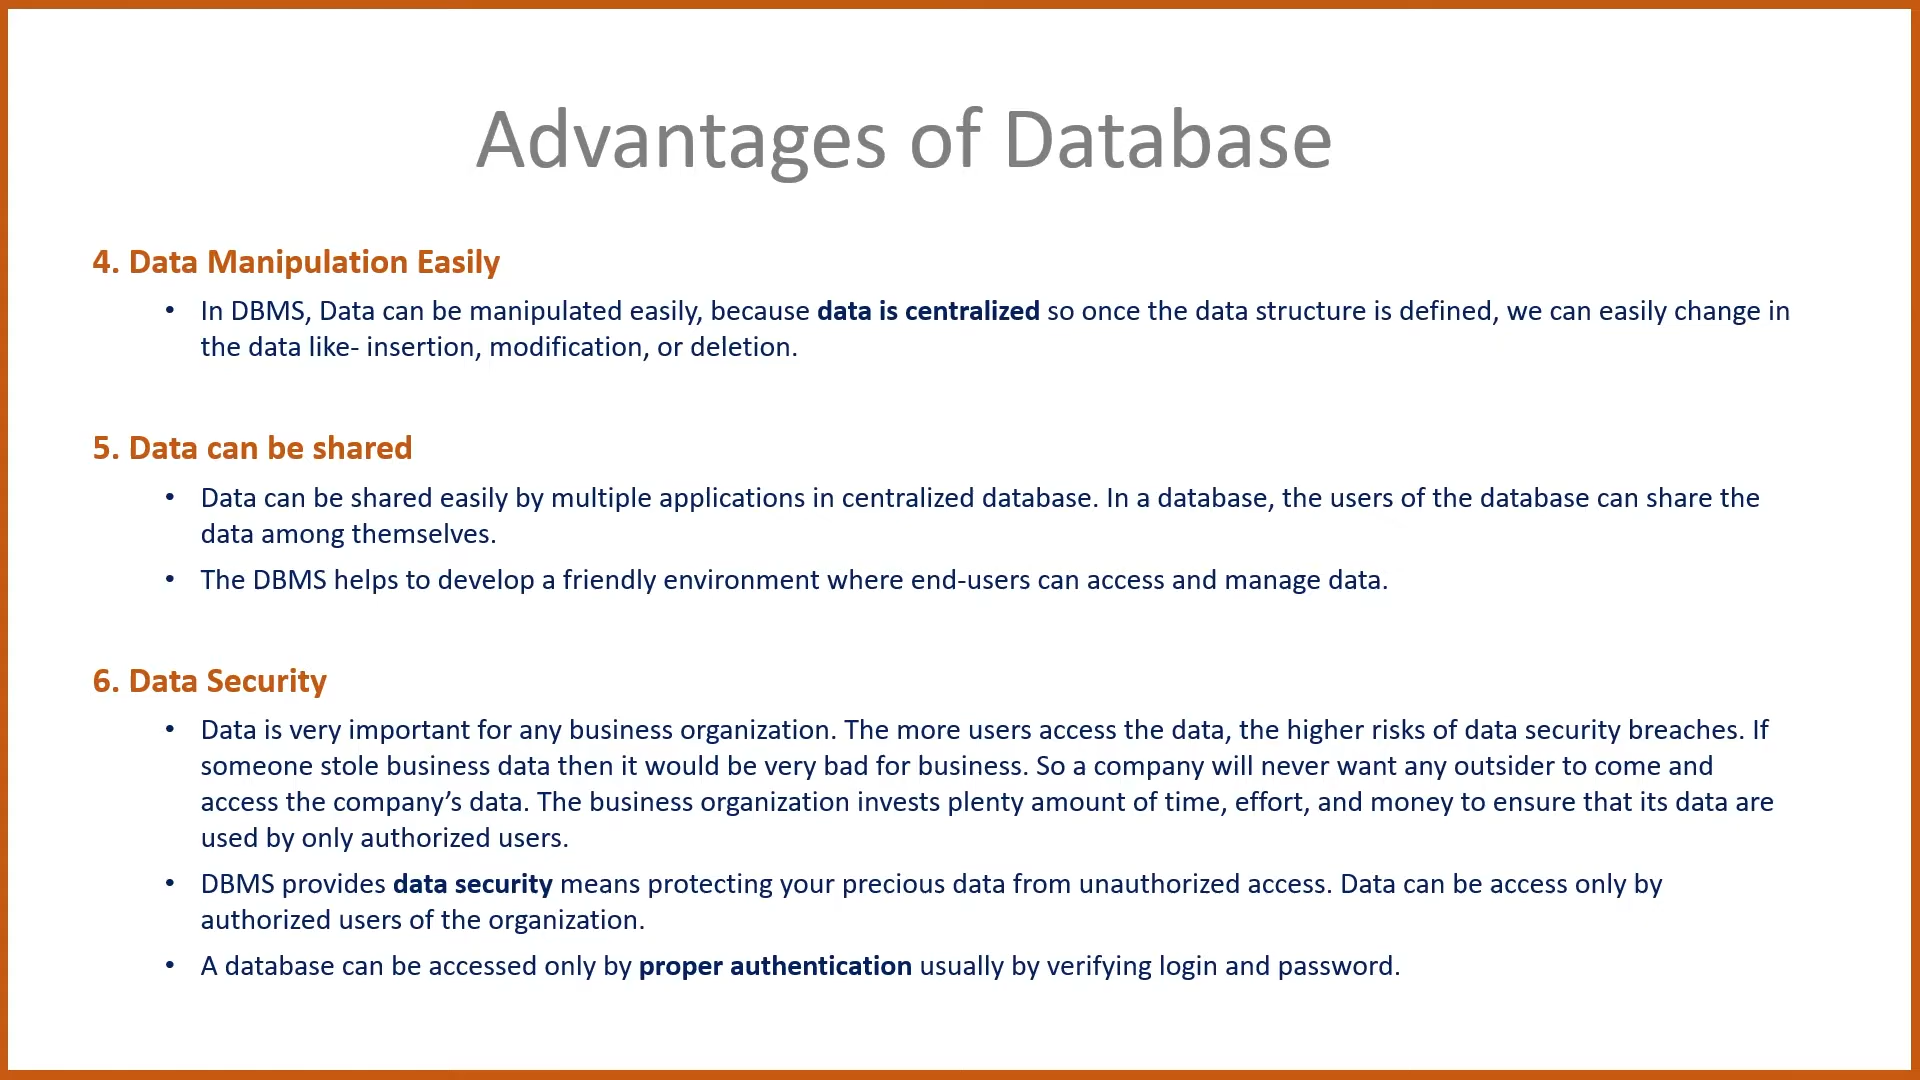 Advantages of Database
4. Data Manipulation Easily
• In DBMS, Data can be manipulated easily, because data is centralized so once the data structure is defined, we can easily change in
the data like- insertion, modification, or deletion.
5. Data can be shared
• Data can be shared easily by multiple applications in centralized database. In a database, the users of the database can share the
data among themselves.
• The DBMS helps to develop a friendly environment where end-users can access and manage data.
6. Data Security
• Data is very important for any business organization. The more users access the data, the higher risks of data security breaches. If
someone stole business data then it would be very bad for business. So a company will never want any outsider to come and
access the company’s data. The business organization invests plenty amount of time, effort, and money to ensure that its data are
used by only authorized users.
• DBMS provides data security means protecting your precious data from unauthorized access. Data can be access only by
authorized users of the organization.
• A database can be accessed only by proper authentication usually by verifying login and password.